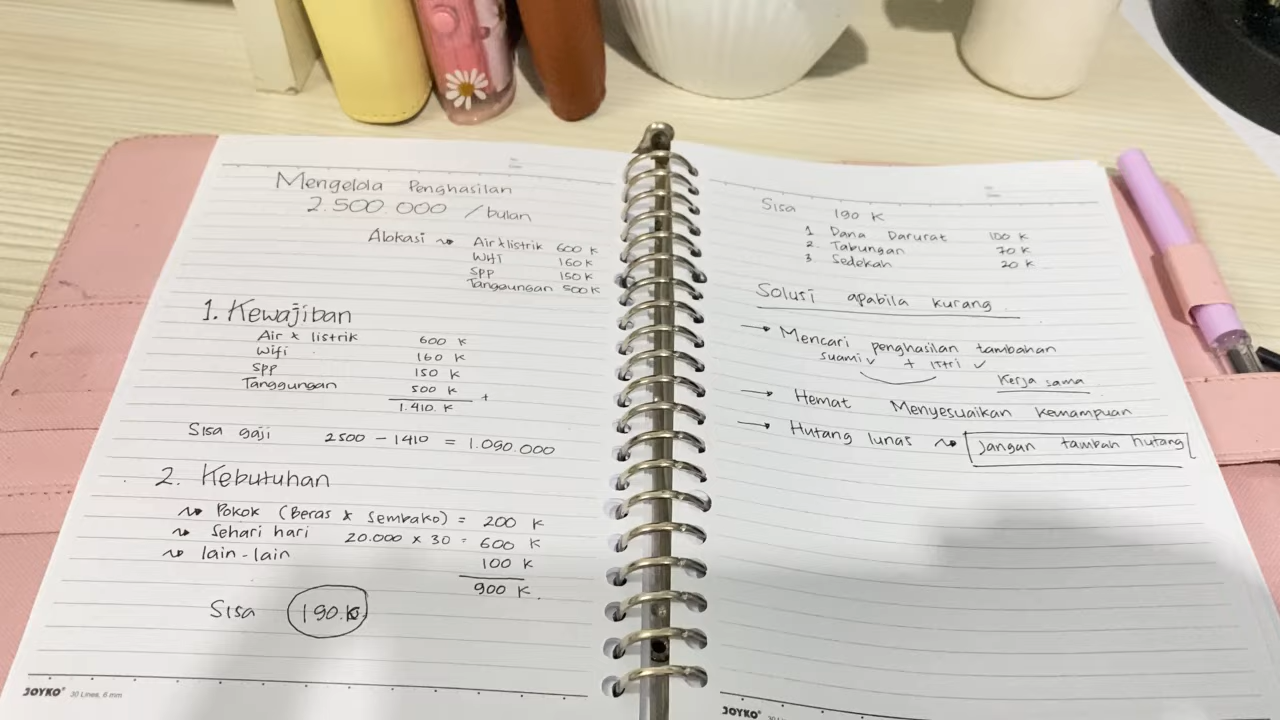 Mengelola Penghasilan
2.500.000 /bulan
Alokasi Air & listrik 600 K
Wifi 160 K
SPP 150 K
Tanggungan 500 K
1. Kewajiban
Air & listrik 600 K
Wifi 160 K
SPP 150 K
Tanggungan 500 K +
1.410 K
Sisa gaji 2500 - 1410 = 1.090.000
2. Kebutuhan
Pokok (Beras & Sembako) = 200 K
Sehari hari 20.000 x 30 = 600 K
lain-lain 100 K
900 K.
Sisa 190.K
JOYKO® 30 Lines, 6 mm
Sisa 190 K
1 Dana Darurat 100 K
2. Tabungan 70 K
3 Sedekah 20 K
Solusi apabila kurang
→ Mencari penghasilan tambahan
suami ✓ + istri ✓
Kerja sama
→ Hemat Menyesuaikan Kemampuan
→ Hutang lunas Jangan tambah hutang
JOYKO®